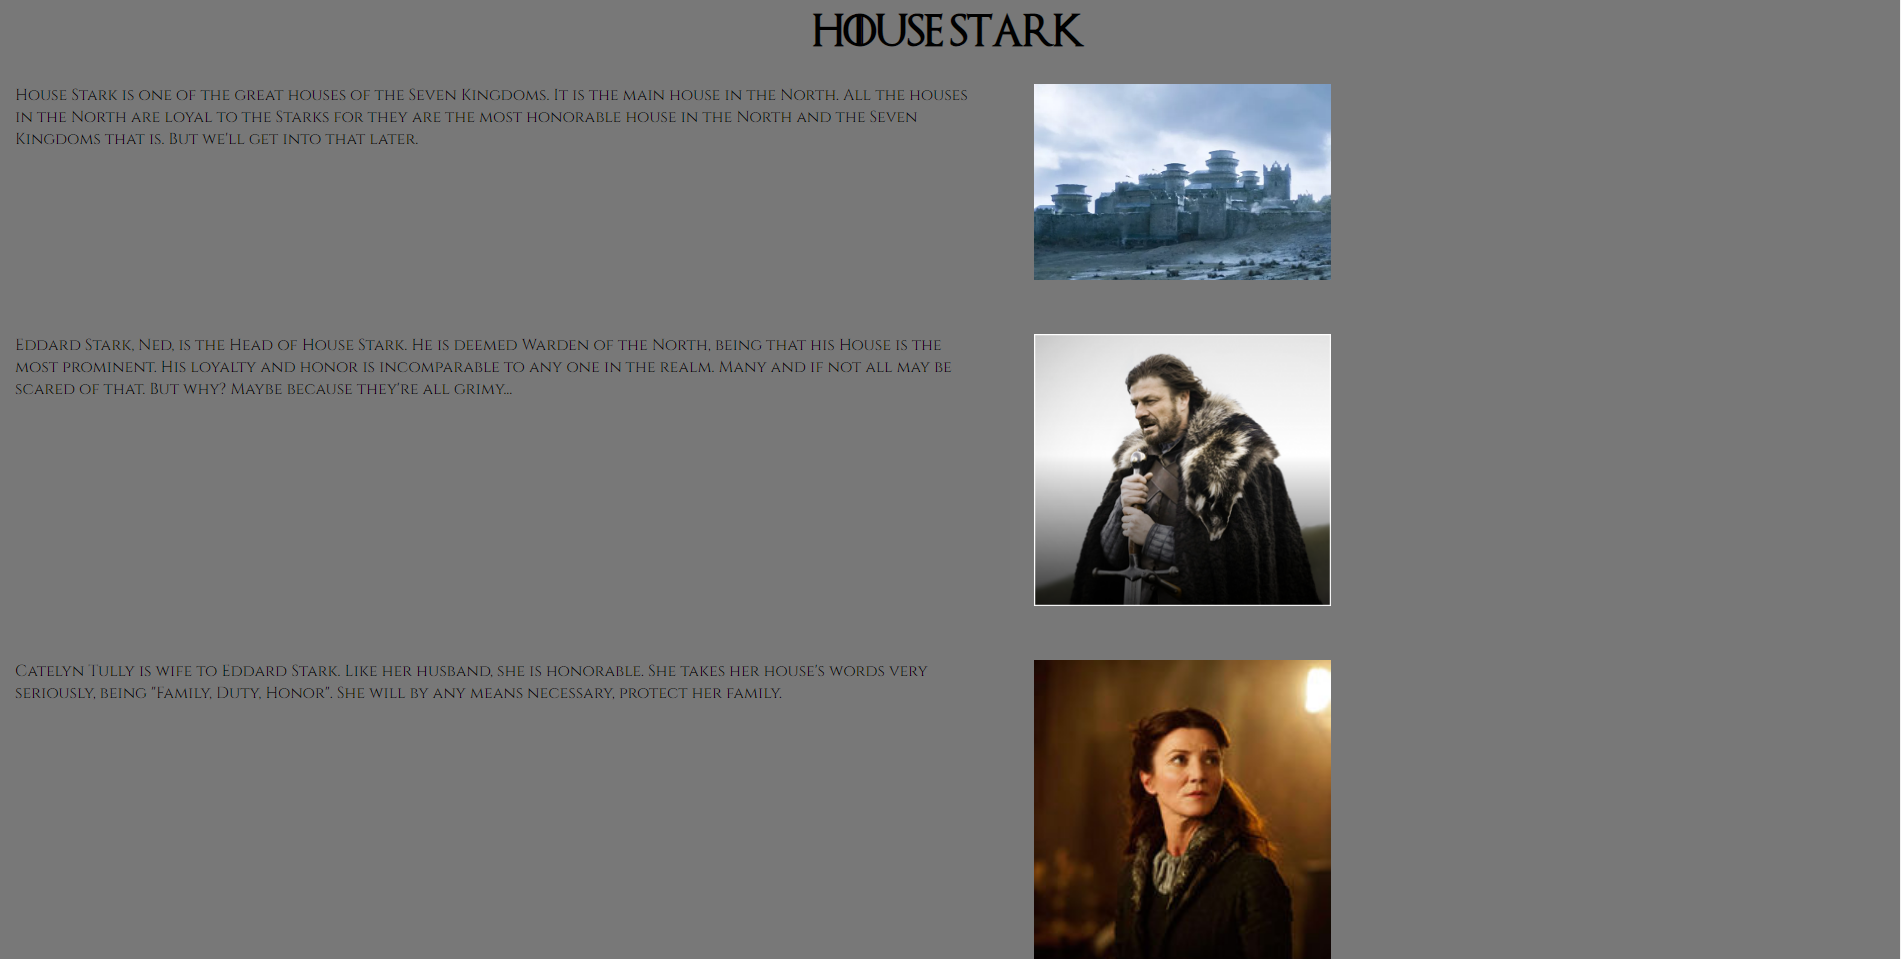 HOUSE STARK
House Stark is one of the great houses of the Seven Kingdoms. It is the main house in the North. All the houses
in the North are loyal to the Starks for they are the most honorable house in the North and the Seven
Kingdoms that is. But we'll get into that later.
Eddard Stark, Ned, is the Head of House Stark. He is deemed Warden of the North, being that his House is the
most prominent. His loyalty and honor is incomparable to any one in the realm. Many and if not all may be
scared of that. But why? Maybe because they're all grimy...
Catelyn Tully is wife to Eddard Stark. Like her husband, she is honorable. She takes her house's words very
seriously, being "Family, Duty, Honor". She will by any means necessary, protect her family.